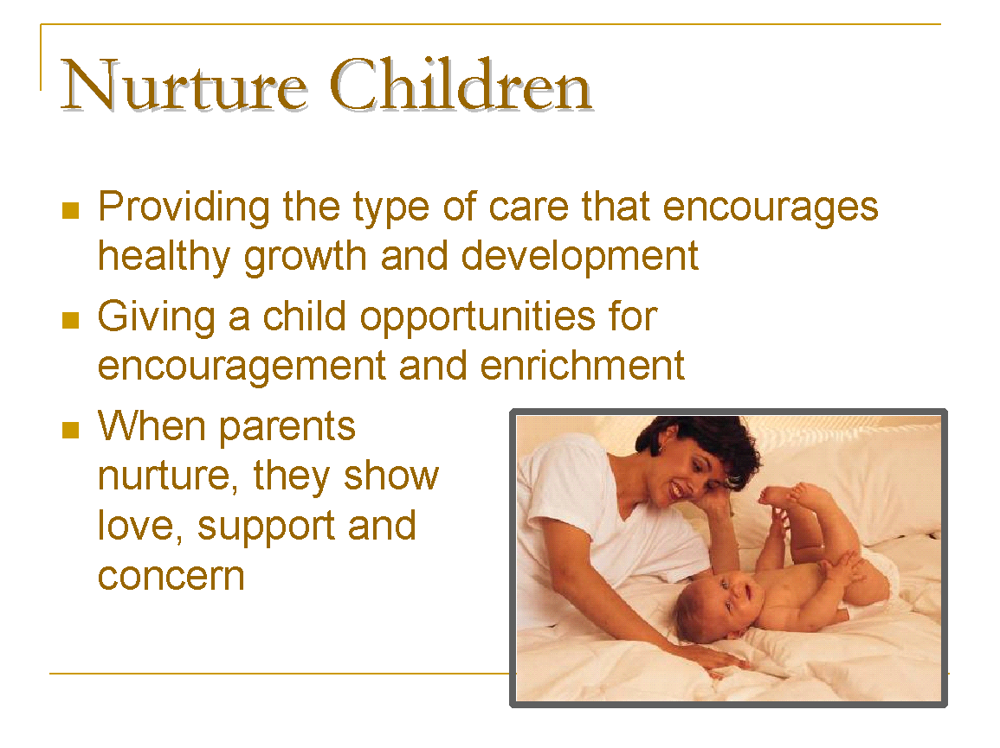 Nurture Children
Providing the type of care that encourages
healthy growth and development
Giving a child opportunities for
encouragement and enrichment
When parents
nurture, they show
love, support and
concern